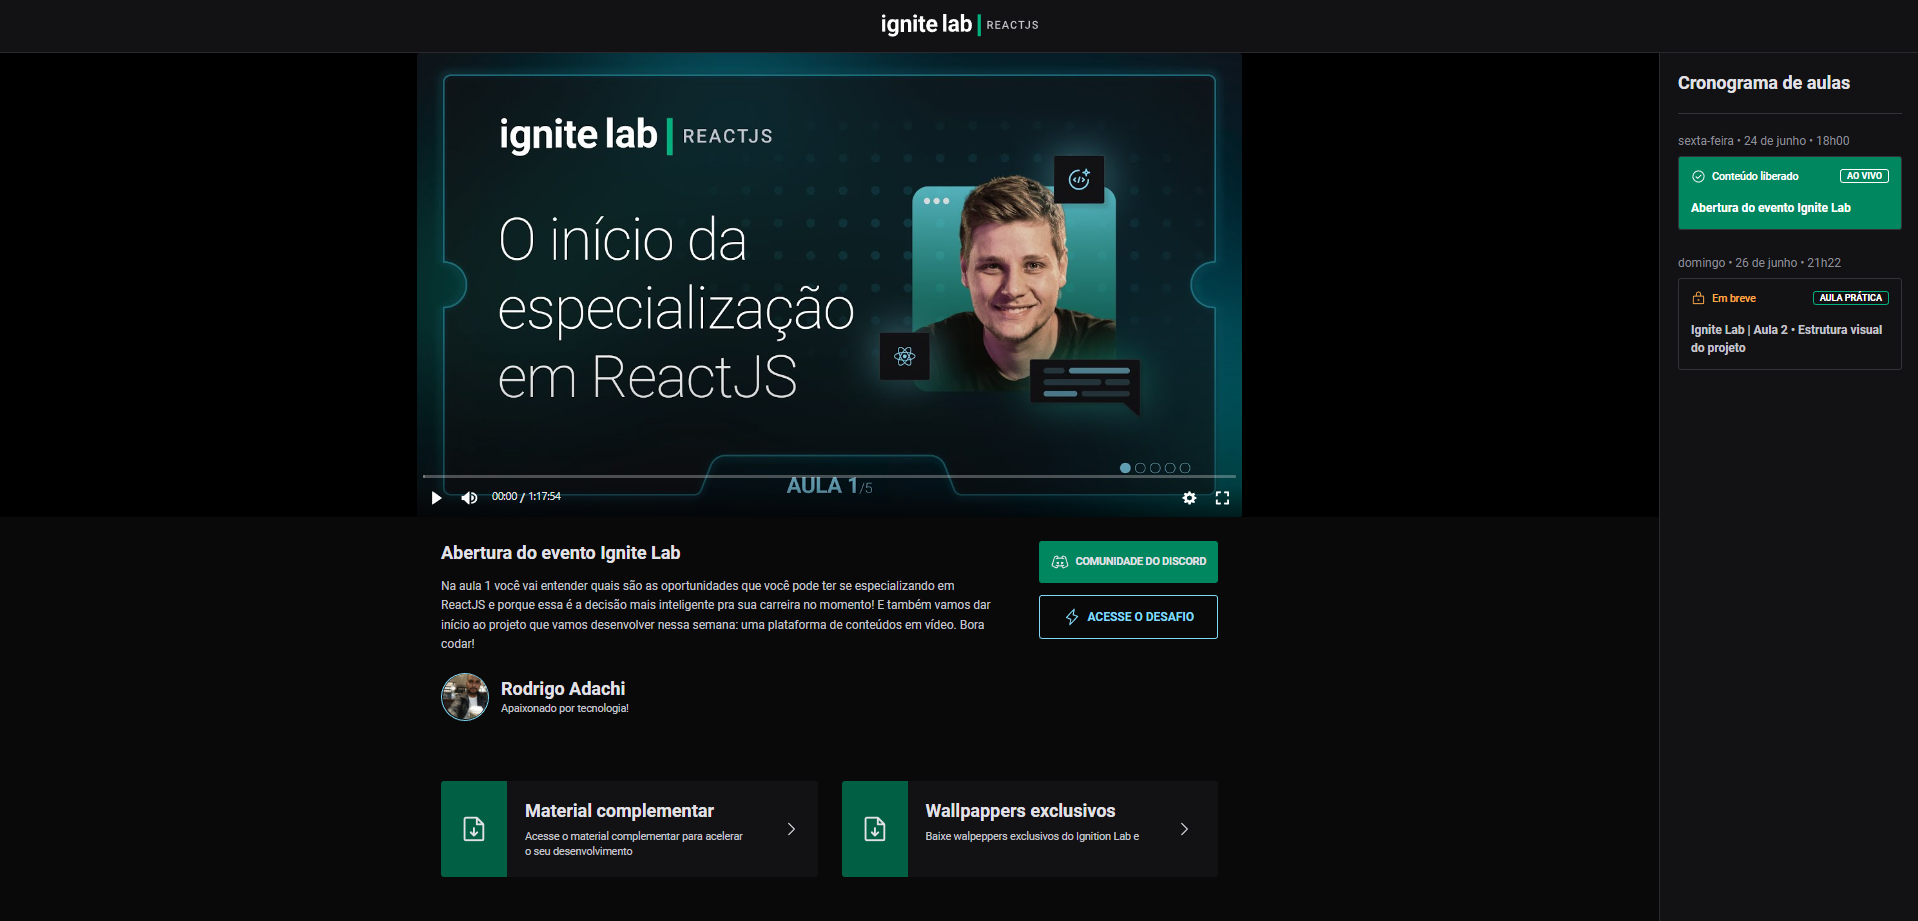 ignite lab | REACTJS
ignite lab | REACTJS
O início da
especialização
em ReactJS
AULA 1/5
00:00 / 1:17:54
Abertura do evento Ignite Lab
Na aula 1 você vai entender quais são as oportunidades que você pode ter se especializando em
ReactJS e porque essa é a decisão mais inteligente pra sua carreira no momento! E também vamos dar
início ao projeto que vamos desenvolver nessa semana: uma plataforma de conteúdos em vídeo. Bora
codar!
COMUNIDADE DO DISCORD
ACESSE O DESAFIO
Rodrigo Adachi
Apaixonado por tecnologia!
Material complementar
Acesse o material complementar para acelerar
o seu desenvolvimento
Wallpappers exclusivos
Baixe walpeppers exclusivos do Ignition Lab e
Cronograma de aulas
sexta-feira • 24 de junho • 18h00
Conteúdo liberado
AO VIVO
Abertura do evento Ignite Lab
domingo • 26 de junho • 21h22
Em breve
AULA PRÁTICA
Ignite Lab | Aula 2 • Estrutura visual
do projeto